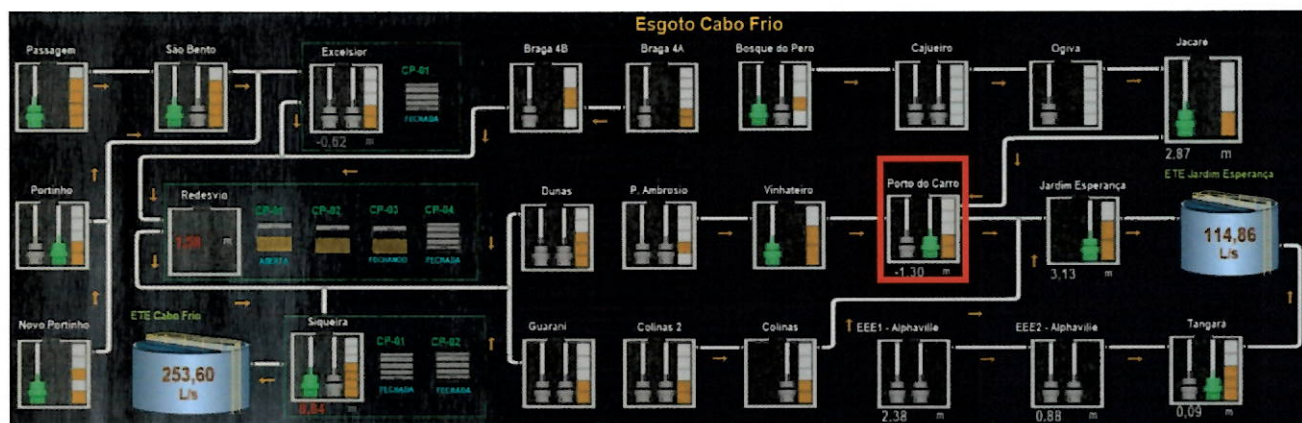 Esgoto Cabo Frio
Passagem
São Bento
Excelsior
CP-01
FECHADA
-0,62 m
Braga 4B
Braga 4A
Bosque do Pero
Cajueiro
Ogiva
Jacaré
2,87 m
Portinho
Redesvio
m
CP-01
ABERTA
CP-02
CP-03
FECHANDO
CP-04
FECHADA
Dunas
P. Ambrosio
Vinhateiro
Porto do Carro
-1.30 m
Jardim Esperança
3,13 m
ETE Jardim Esperança
114,86
L/s
Novo Portinho
ETE Cabo Frio
253,60
L/s
Siqueira
8,84 m
CP-01
FECHADA
CP-02
FECHADA
Guarani
Colinas 2
Colinas
EEE1 - Alphaville
2.38 m
EEE2 - Alphaville
0.88 m
Tangará
0,09 m